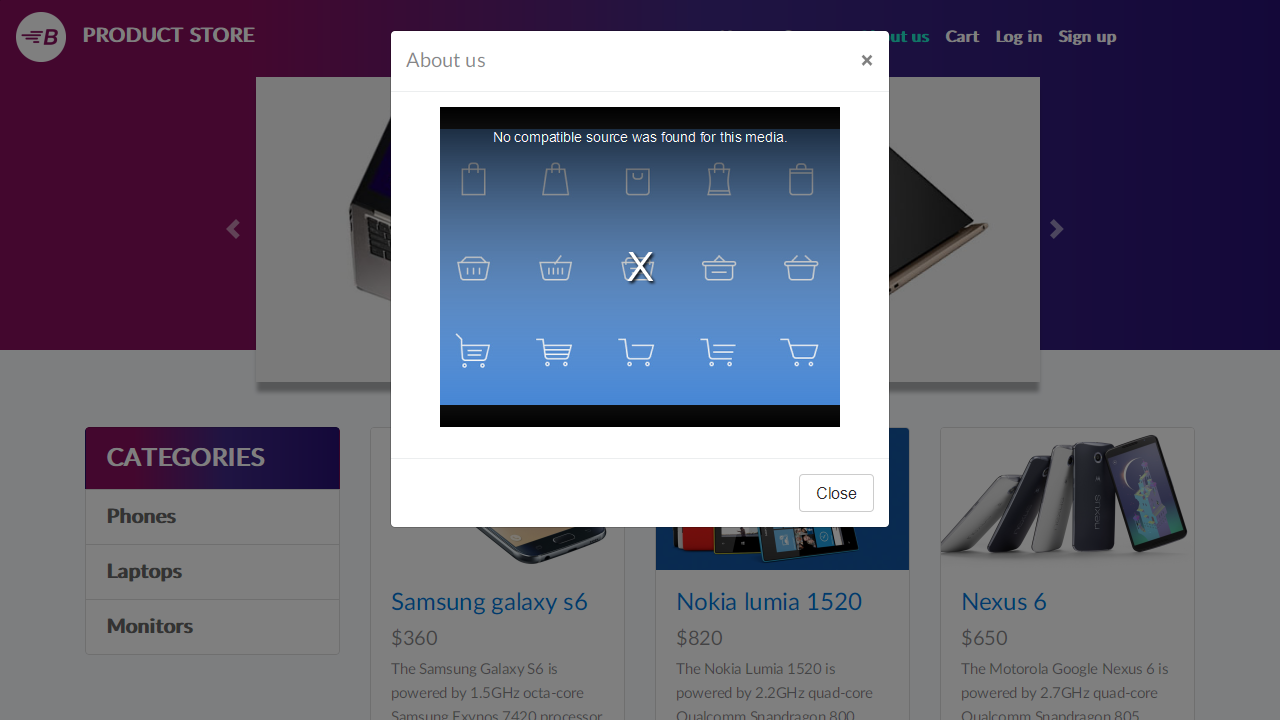 PRODUCT STORE
out us Cart Log in Sign up
About us
×
No compatible source was found for this media.
X
Close
CATEGORIES
Phones
Laptops
Monitors
Samsung galaxy s6
$360
The Samsung Galaxy S6 is
powered by 1.5GHz octa-core
Samsung Exynos 7420 processor
Nokia lumia 1520
$820
The Nokia Lumia 1520 is
powered by 2.2GHz quad-core
Qualcomm Snapdragon 800
nexus
Nexus 6
$650
The Motorola Google Nexus 6 is
powered by 2.7GHz quad-core
Qualcomm Snapdragon 805